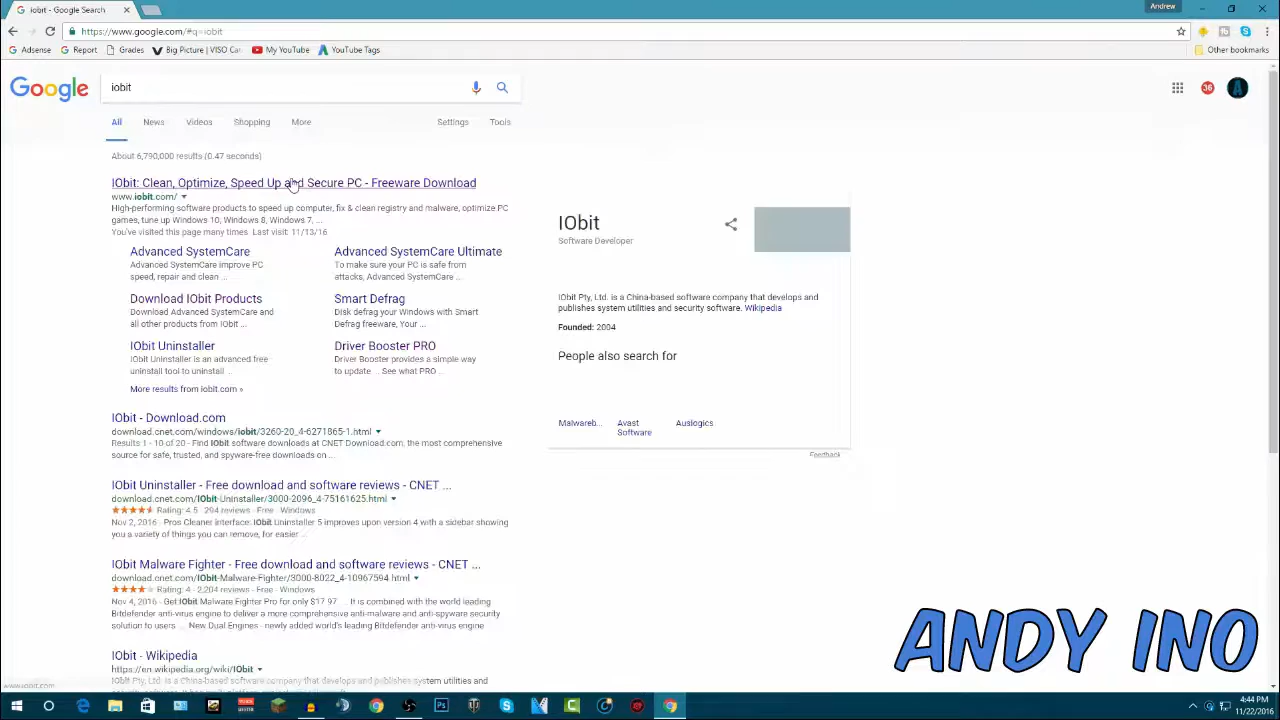 iobit - Google Search
Andrew
https://www.google.com/#q=iobit
Adsense
Report
Grades
Big Picture | VISO Car
My YouTube
YouTube Tags
Other bookmarks
Google
iobit
36
All
News
Videos
Shopping
More
Settings
Tools
About 6,790,000 results (0.47 seconds)
IObit: Clean, Optimize, Speed Up and Secure PC - Freeware Download
www.iobit.com/
High-performing software products to speed up computer, fix & clean registry and malware, optimize PC
games, tune up Windows 10, Windows 8, Windows 7, ...
You've visited this page many times. Last visit: 11/13/16
Advanced SystemCare
Advanced SystemCare improve PC
speed, repair and clean ...
Advanced SystemCare Ultimate
To make sure your PC is safe from
attacks, Advanced SystemCare ...
Download IObit Products
Download Advanced SystemCare and
all other products from IObit ...
Smart Defrag
Disk defrag your Windows with Smart
Defrag freeware, Your ...
IObit Uninstaller
IObit Uninstaller is an advanced free
uninstall tool to uninstall ...
Driver Booster PRO
Driver Booster provides a simple way
to update ... See what PRO ...
More results from iobit.com »
IObit - Download.com
download.cnet.com/windows/iobit/3260-20_4-6271865-1.html
Results 1 - 10 of 20 - Find IObit software downloads at CNET Download.com, the most comprehensive
source for safe, trusted, and spyware-free downloads on ...
IObit Uninstaller - Free download and software reviews - CNET ...
download.cnet.com/IObit-Uninstaller/3000-2096_4-75161625.html
Rating: 4.5 - 294 reviews - Free - Windows
Nov 2, 2016 - Pros Cleaner interface: IObit Uninstaller 5 improves upon version 4 with a sidebar showing
you a variety of things you can remove, for easier ...
IObit Malware Fighter - Free download and software reviews - CNET ...
download.cnet.com/IObit-Malware-Fighter/3000-8022_4-10967594.html
Rating: 4 - 2,204 reviews - Free - Windows
Nov 4, 2016 - Get IObit Malware Fighter Pro for only $17.97. ... It is combined with the world leading
Bitdefender anti-virus engine to deliver a more comprehensive anti-malware and anti-spyware security
solution to users. ... New Dual Engines - newly added world's leading Bitdefender anti-virus engine
IObit - Wikipedia
https://en.wikipedia.org/wiki/IObit
IObit
Software Developer
IObit Pty, Ltd. is a China-based software company that develops and
publishes system utilities and security software. Wikipedia
Founded: 2004
People also search for
Malwareb...
Avast
Software
Auslogics
Feedback
ANDY INO
www.iobit.com
4:44 PM
11/22/2016